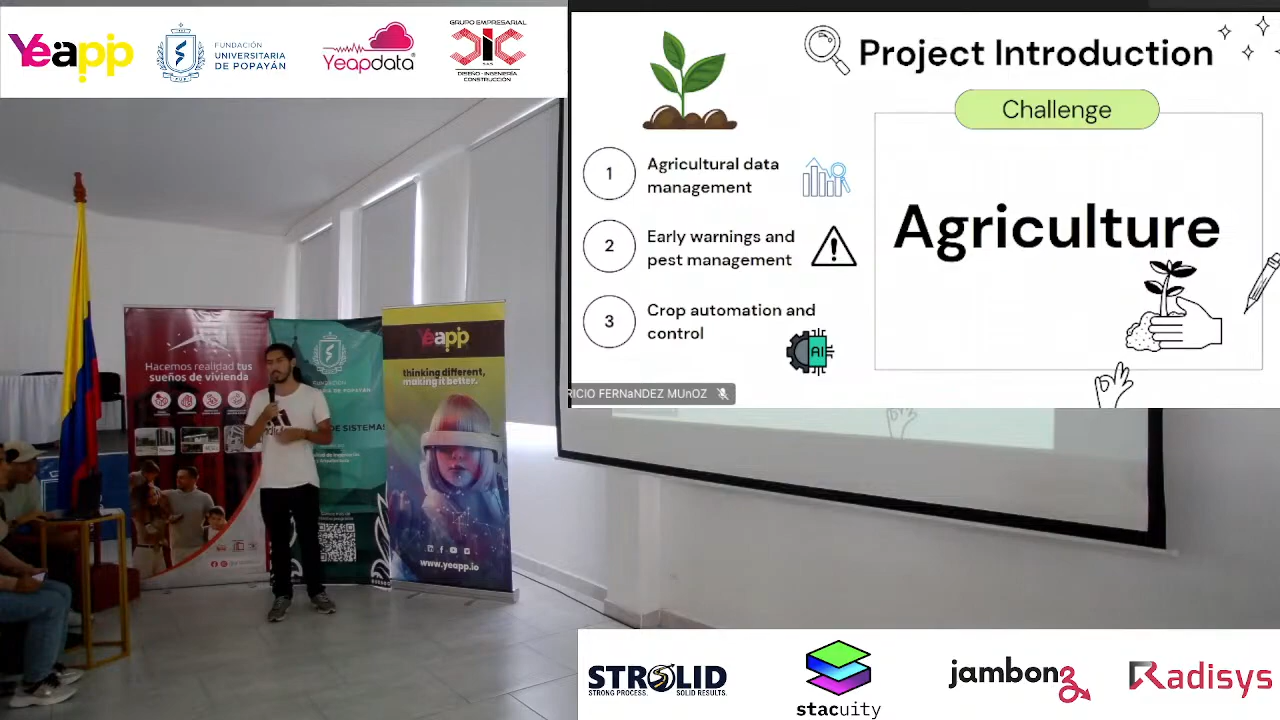 Yeapp
FUNDACIÓN
UNIVERSITARIA
DE POPAYÁN
Yeapdata
GRUPO EMPRESARIAL
DISEÑO - INGENIERÍA
CONSTRUCCIÓN
Project Introduction
Challenge
Agriculture
1
Agricultural data
management
2
Early warnings and
pest management
3
Crop automation and
control
AI
RICIO FERNaNDEZ MUnOZ
Hacemos realidad tus
sueños de vivienda
DE SISTEMAS
Yeapp
thinking different,
making it better.
www.yeapp.io
STROLID
STRONG PROCESS. SOLID RESULTS.
stacuity
jambonz
Radisys